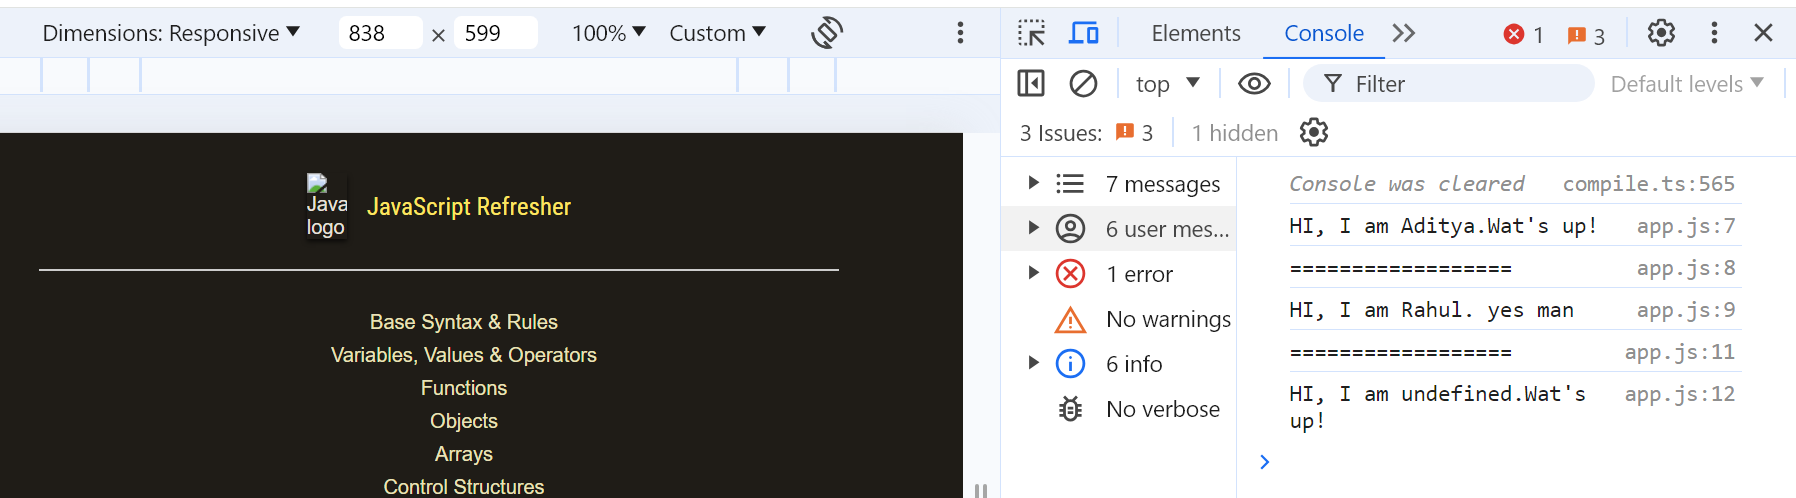 Dimensions: Responsive 838 × 599 100% Custom
Elements Console 1 3
top Filter Default levels
3 Issues: 3 1 hidden
Java logo
JavaScript Refresher
Base Syntax & Rules
Variables, Values & Operators
Functions
Objects
Arrays
Control Structures
7 messages
6 user mes...
1 error
No warnings
6 info
No verbose
Console was cleared compile.ts:565
HI, I am Aditya.Wat's up! app.js:7
================== app.js:8
HI, I am Rahul. yes man app.js:9
================== app.js:11
HI, I am undefined.Wat's app.js:12
up!